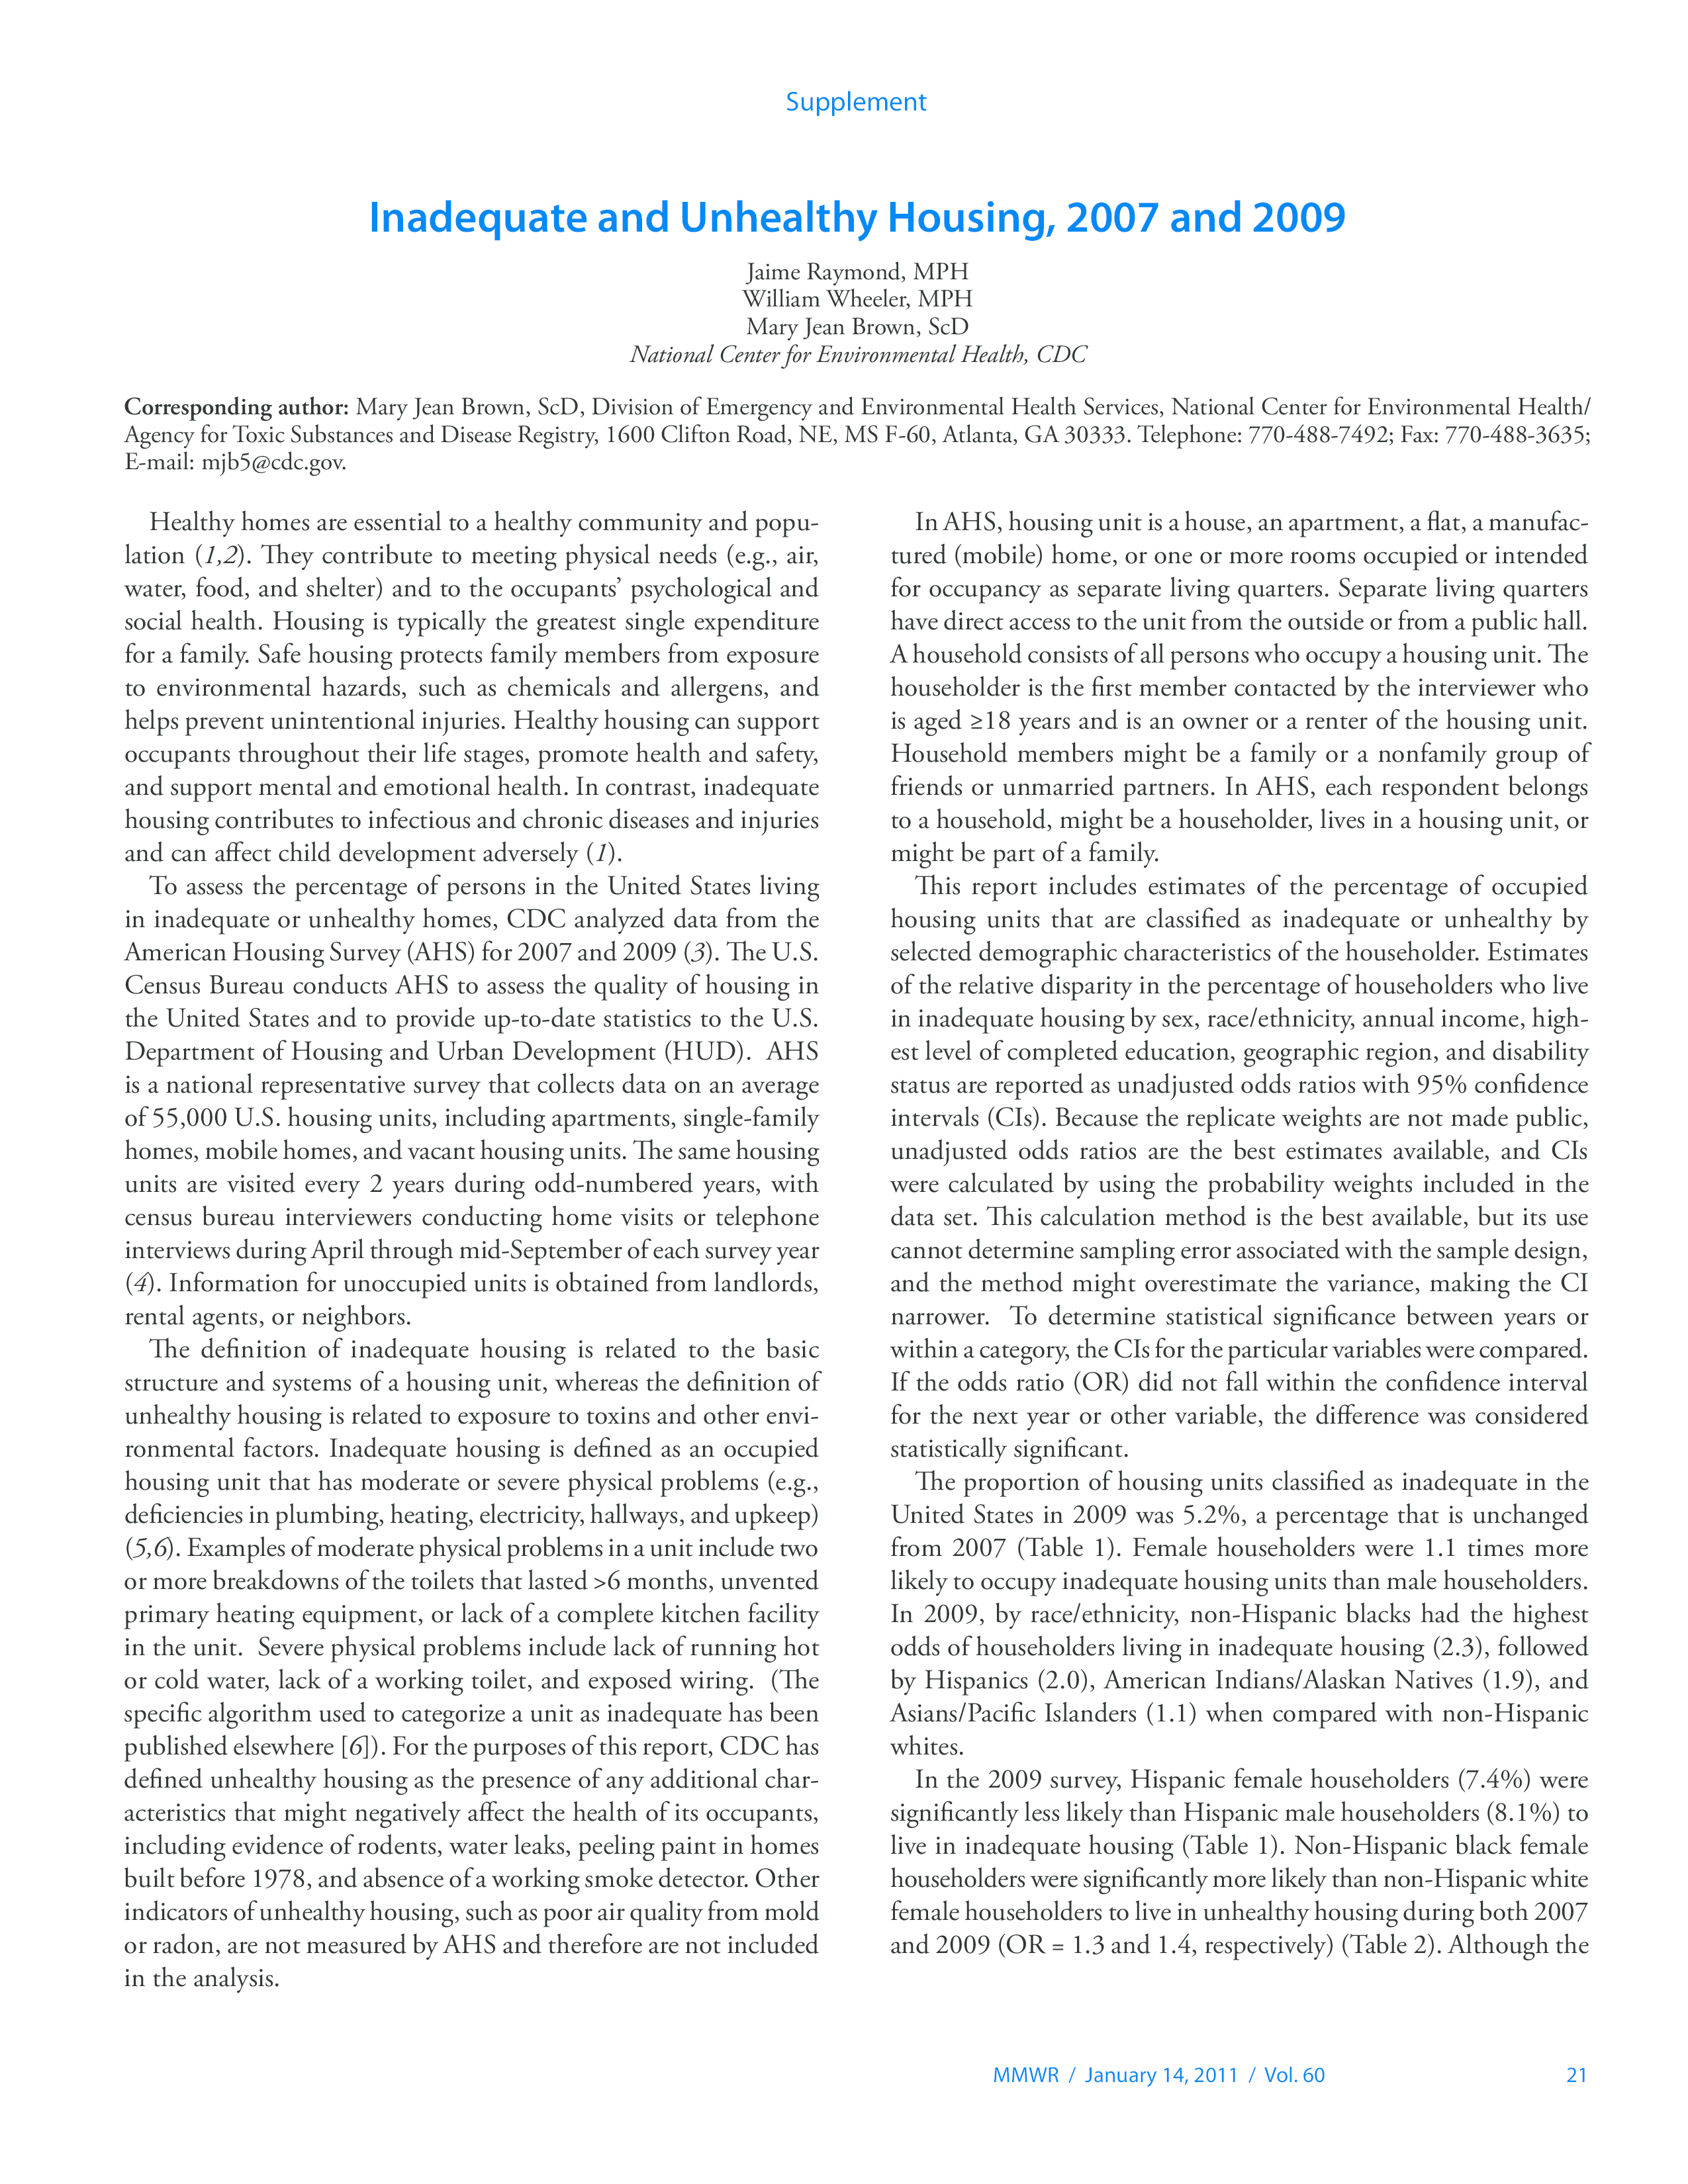 Supplement
Inadequate and Unhealthy Housing, 2007 and 2009
Jaime Raymond, MPH
William Wheeler, MPH
Mary Jean Brown, ScD
National Center for Environmental Health, CDC
Corresponding author: Mary Jean Brown, ScD, Division of Emergency and Environmental Health Services, National Center for Environmental Health/
Agency for Toxic Substances and Disease Registry, 1600 Clifton Road, NE, MS F-60, Atlanta, GA 30333. Telephone: 770-488-7492; Fax: 770-488-3635;
E-mail: mjb5@cdc.gov.
Healthy homes are essential to a healthy community and popu-
lation (1,2). They contribute to meeting physical needs (e.g., air,
water, food, and shelter) and to the occupants’ psychological and
social health. Housing is typically the greatest single expenditure
for a family. Safe housing protects family members from exposure
to environmental hazards, such as chemicals and allergens, and
helps prevent unintentional injuries. Healthy housing can support
occupants throughout their life stages, promote health and safety,
and support mental and emotional health. In contrast, inadequate
housing contributes to infectious and chronic diseases and injuries
and can affect child development adversely (1).
To assess the percentage of persons in the United States living
in inadequate or unhealthy homes, CDC analyzed data from the
American Housing Survey (AHS) for 2007 and 2009 (3). The U.S.
Census Bureau conducts AHS to assess the quality of housing in
the United States and to provide up-to-date statistics to the U.S.
Department of Housing and Urban Development (HUD). AHS
is a national representative survey that collects data on an average
of 55,000 U.S. housing units, including apartments, single-family
homes, mobile homes, and vacant housing units. The same housing
units are visited every 2 years during odd-numbered years, with
census bureau interviewers conducting home visits or telephone
interviews during April through mid-September of each survey year
(4). Information for unoccupied units is obtained from landlords,
rental agents, or neighbors.
The definition of inadequate housing is related to the basic
structure and systems of a housing unit, whereas the definition of
unhealthy housing is related to exposure to toxins and other envi-
ronmental factors. Inadequate housing is defined as an occupied
housing unit that has moderate or severe physical problems (e.g.,
deficiencies in plumbing, heating, electricity, hallways, and upkeep)
(5,6). Examples of moderate physical problems in a unit include two
or more breakdowns of the toilets that lasted >6 months, unvented
primary heating equipment, or lack of a complete kitchen facility
in the unit. Severe physical problems include lack of running hot
or cold water, lack of a working toilet, and exposed wiring. (The
specific algorithm used to categorize a unit as inadequate has been
published elsewhere [6]). For the purposes of this report, CDC has
defined unhealthy housing as the presence of any additional char-
acteristics that might negatively affect the health of its occupants,
including evidence of rodents, water leaks, peeling paint in homes
built before 1978, and absence of a working smoke detector. Other
indicators of unhealthy housing, such as poor air quality from mold
or radon, are not measured by AHS and therefore are not included
in the analysis.
In AHS, housing unit is a house, an apartment, a flat, a manufac-
tured (mobile) home, or one or more rooms occupied or intended
for occupancy as separate living quarters. Separate living quarters
have direct access to the unit from the outside or from a public hall.
A household consists of all persons who occupy a housing unit. The
householder is the first member contacted by the interviewer who
is aged ≥18 years and is an owner or a renter of the housing unit.
Household members might be a family or a nonfamily group of
friends or unmarried partners. In AHS, each respondent belongs
to a household, might be a householder, lives in a housing unit, or
might be part of a family.
This report includes estimates of the percentage of occupied
housing units that are classified as inadequate or unhealthy by
selected demographic characteristics of the householder. Estimates
of the relative disparity in the percentage of householders who live
in inadequate housing by sex, race/ethnicity, annual income, high-
est level of completed education, geographic region, and disability
status are reported as unadjusted odds ratios with 95% confidence
intervals (CIs). Because the replicate weights are not made public,
unadjusted odds ratios are the best estimates available, and CIs
were calculated by using the probability weights included in the
data set. This calculation method is the best available, but its use
cannot determine sampling error associated with the sample design,
and the method might overestimate the variance, making the CI
narrower. To determine statistical significance between years or
within a category, the CIs for the particular variables were compared.
If the odds ratio (OR) did not fall within the confidence interval
for the next year or other variable, the difference was considered
statistically significant.
The proportion of housing units classified as inadequate in the
United States in 2009 was 5.2%, a percentage that is unchanged
from 2007 (Table 1). Female householders were 1.1 times more
likely to occupy inadequate housing units than male householders.
In 2009, by race/ethnicity, non-Hispanic blacks had the highest
odds of householders living in inadequate housing (2.3), followed
by Hispanics (2.0), American Indians/Alaskan Natives (1.9), and
Asians/Pacific Islanders (1.1) when compared with non-Hispanic
whites.
In the 2009 survey, Hispanic female householders (7.4%) were
significantly less likely than Hispanic male householders (8.1%) to
live in inadequate housing (Table 1). Non-Hispanic black female
householders were significantly more likely than non-Hispanic white
female householders to live in unhealthy housing during both 2007
and 2009 (OR = 1.3 and 1.4, respectively) (Table 2). Although the
MMWR / January 14, 2011 / Vol. 60 21